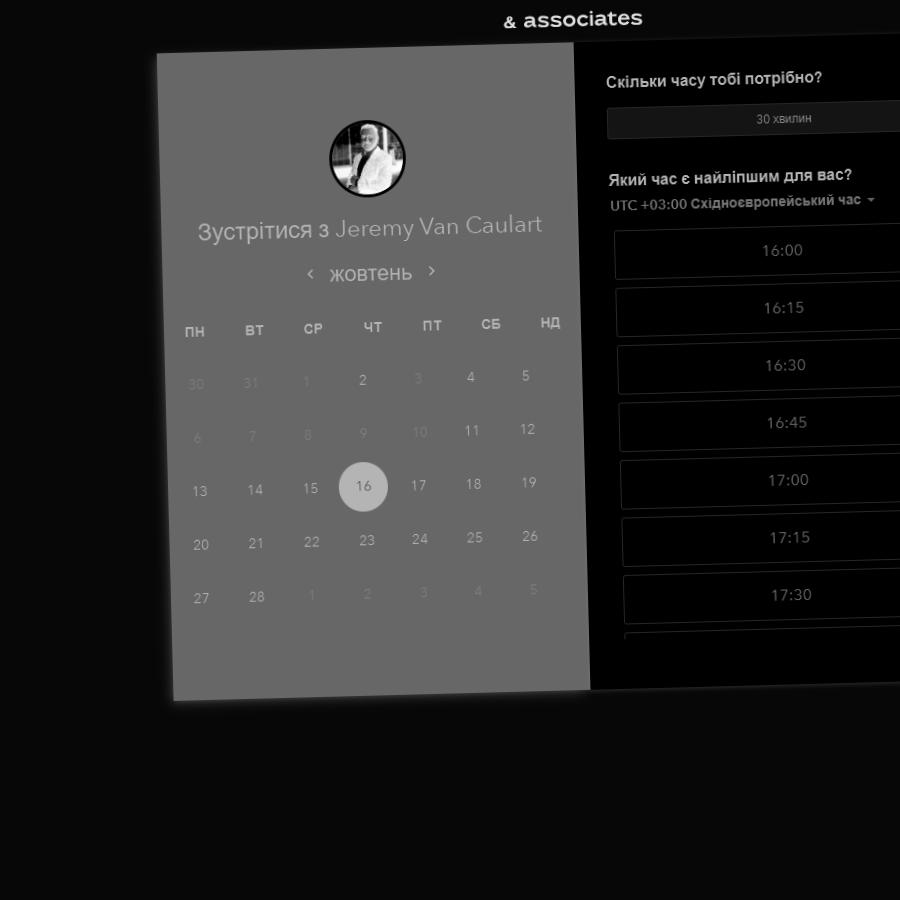 & associates
Зустрітися з Jeremy Van Caulart
жовтень
ПН ВТ СР ЧТ ПТ СБ НД
30 31 1 2 3 4 5
6 7 8 9 10 11 12
13 14 15 16 17 18 19
20 21 22 23 24 25 26
27 28 1 2 3 4 5
Скільки часу тобі потрібно?
30 хвилин
Який час є найліпшим для вас?
UTC +03:00 Східноєвропейський час
16:00
16:15
16:30
16:45
17:00
17:15
17:30